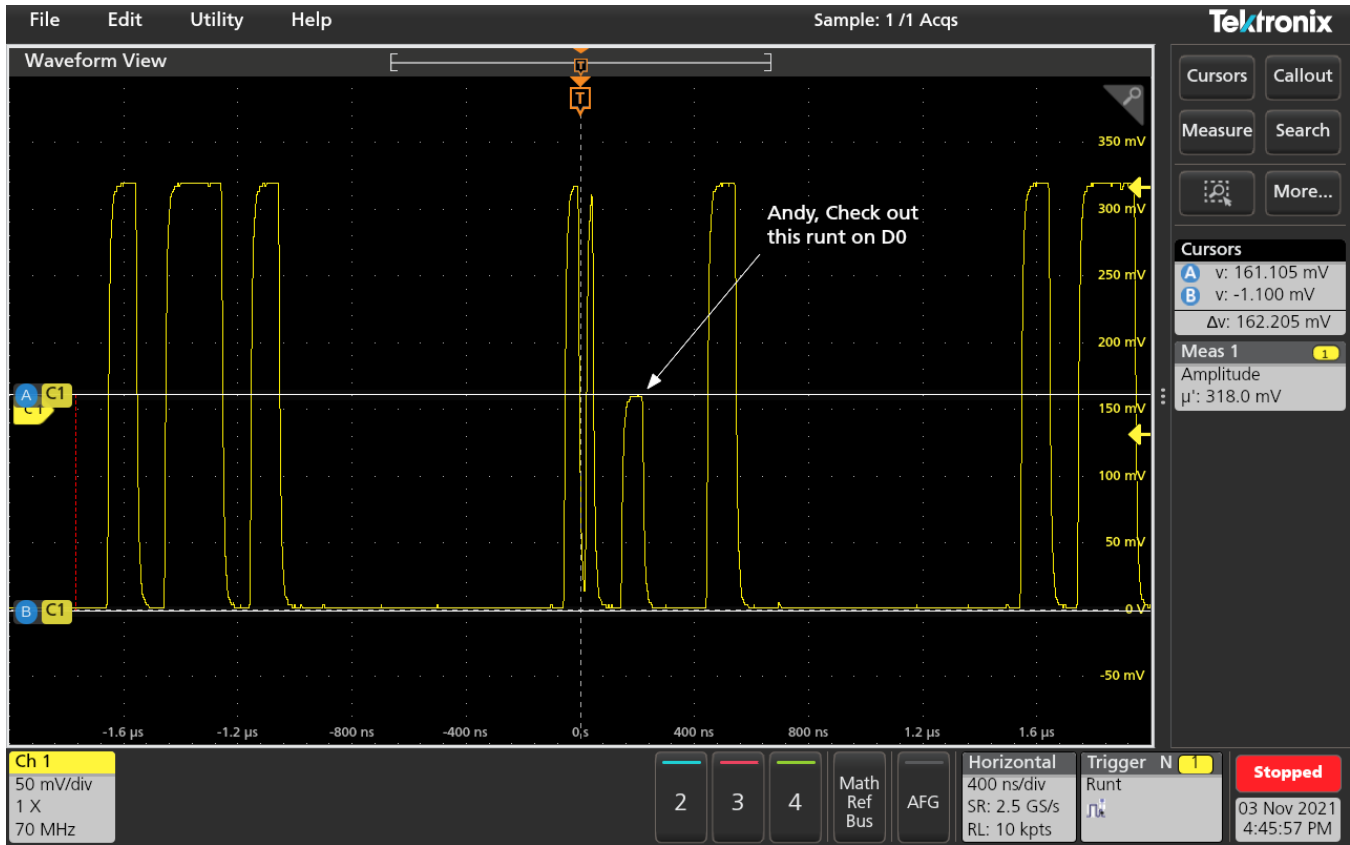 File Edit Utility Help Sample: 1 /1 Acqs Tektronix
Waveform View
T
T
Cursors Callout
Measure Search
More...
350 mV
300 mV
250 mV
200 mV
150 mV
100 mV
50 mV
0 V
-50 mV
Andy, Check out
this runt on D0
A C1
C1
B C1
-1.6 µs -1.2 µs -800 ns -400 ns 0 s 400 ns 800 ns 1.2 µs 1.6 µs
Cursors
A v: 161.105 mV
B v: -1.100 mV
Δv: 162.205 mV
Meas 1 1
Amplitude
µ': 318.0 mV
Ch 1
50 mV/div
1 X
70 MHz
2 3 4
Math
Ref
Bus
AFG
Horizontal
400 ns/div
SR: 2.5 GS/s
RL: 10 kpts
Trigger N 1
Runt
Stopped
03 Nov 2021
4:45:57 PM